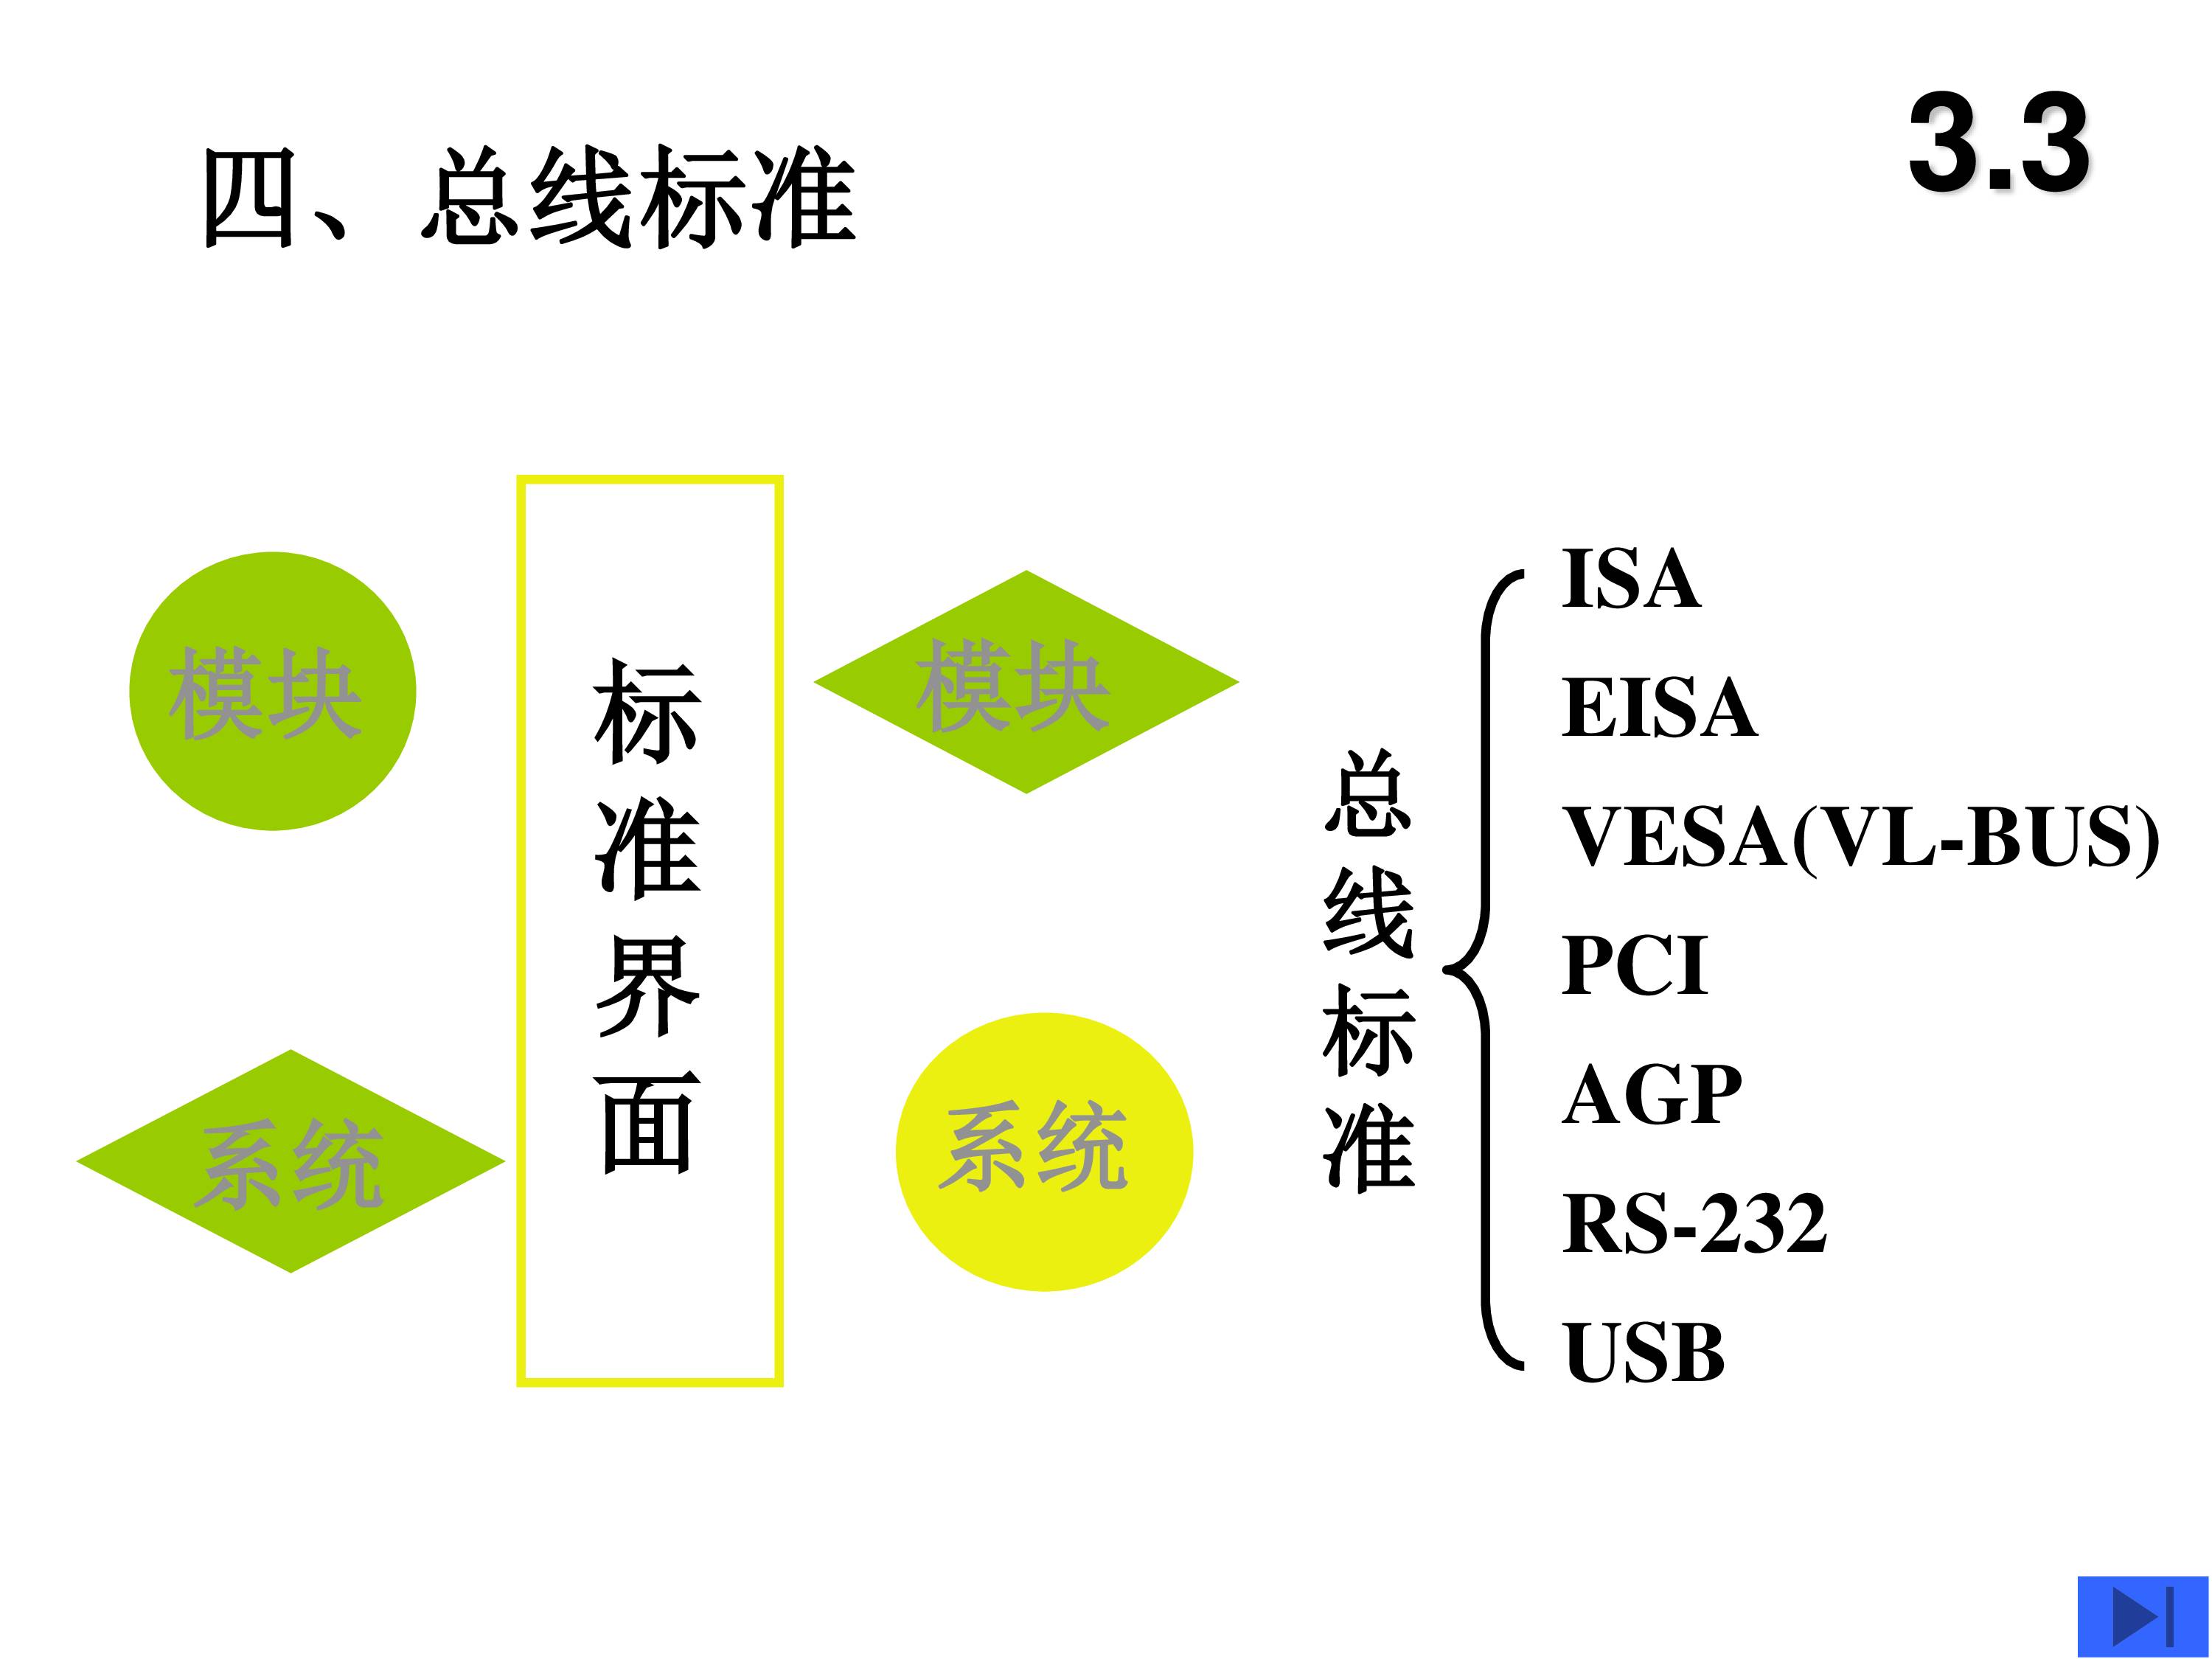 3.3
四、总线标准
模块
系统
标准界面
模块
系统
总线标准
ISA
EISA
VESA(VL-BUS)
PCI
AGP
RS-232
USB